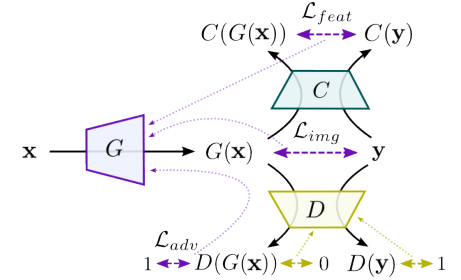 ℒ_feat
C(G(𝐱)) C(𝐲)
C
ℒ_img
𝐱 G G(𝐱) 𝐲
D
ℒ_adv
1 D(G(𝐱)) 0 D(𝐲) 1